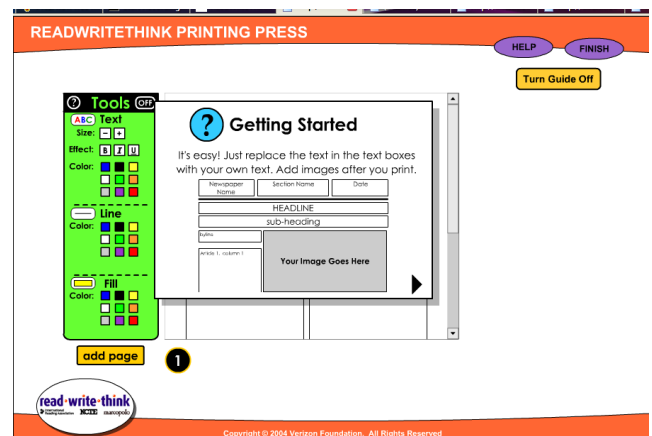 READWRITETHINK PRINTING PRESS
HELP
FINISH
Turn Guide Off
? Tools OFF
ABC Text
Size: - +
Effect: B I U
Color:
Line
Color:
Fill
Color:
? Getting Started
It's easy! Just replace the text in the text boxes
with your own text. Add images after you print.
Newspaper
Name
Section Name
Date
HEADLINE
sub-heading
Byline
Article 1, column 1
Your Image Goes Here
add page
1
read·write·think
International
Reading Association
NCTE
marcopolo
Copyright © 2004 Verizon Foundation. All Rights Reserved